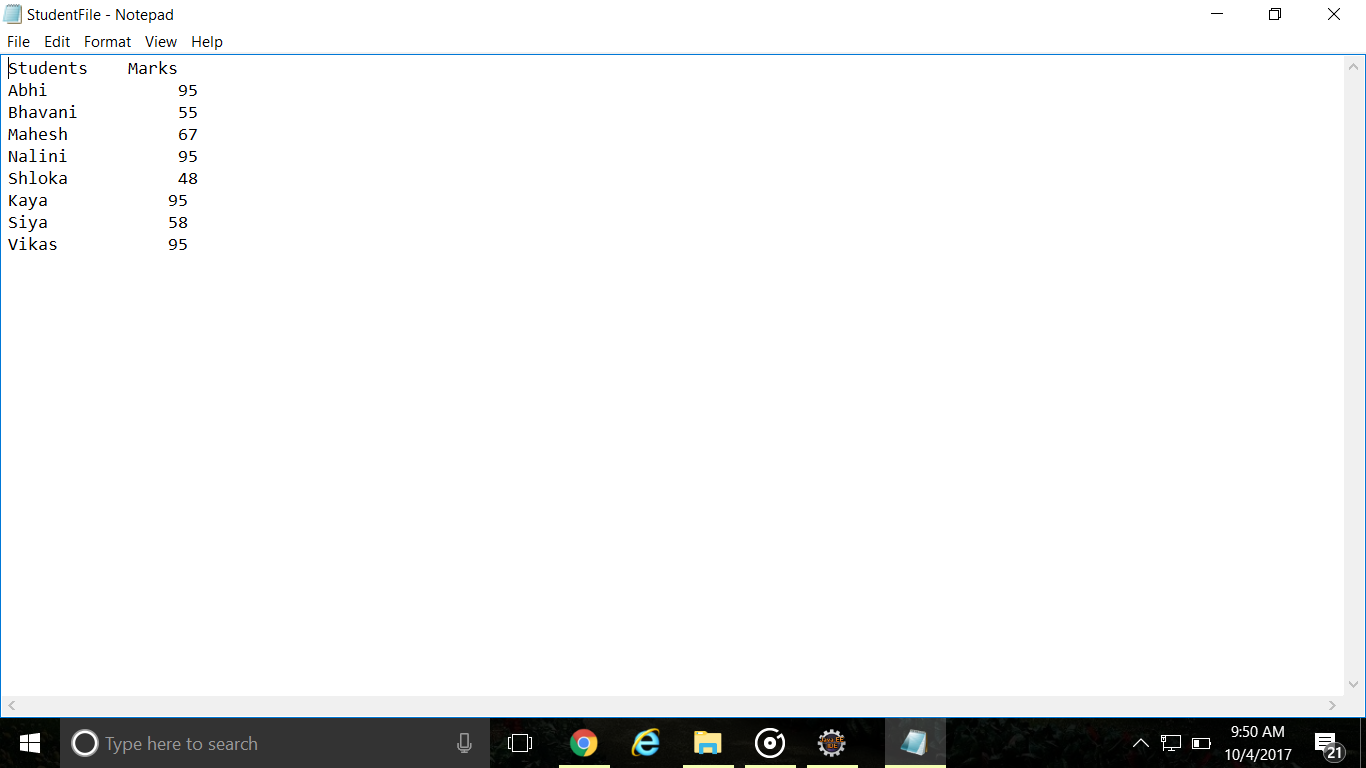 StudentFile - Notepad
File Edit Format View Help
Students    Marks
Abhi             95
Bhavani          55
Mahesh           67
Nalini           95
Shloka           48
Kaya            95
Siya            58
Vikas           95
Type here to search
9:50 AM
10/4/2017
21